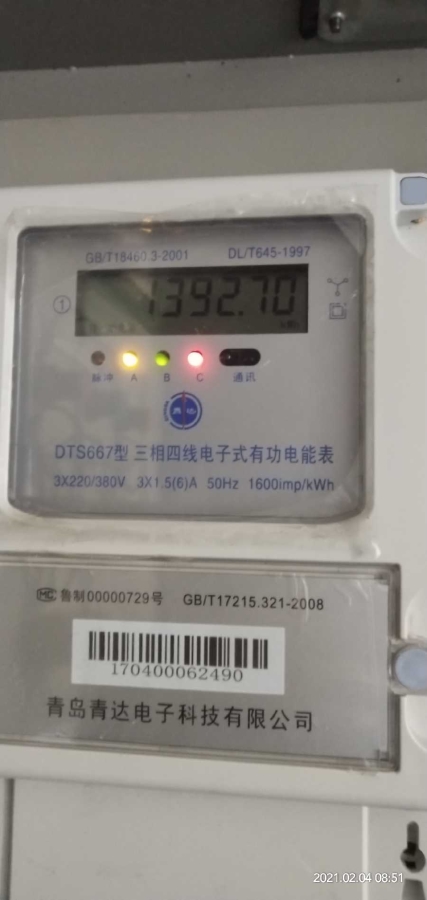 GB/T18460.3-2001 DL/T645-1997
① 1392.70
脉冲 A B C 通讯
DTS667型 三相四线电子式有功电能表
3X220/380V 3X1.5(6)A 50Hz 1600imp/kWh
MC 鲁制00000729号 GB/T17215.321-2008
170400062490
青岛青达电子科技有限公司
2021.02.04 08:51